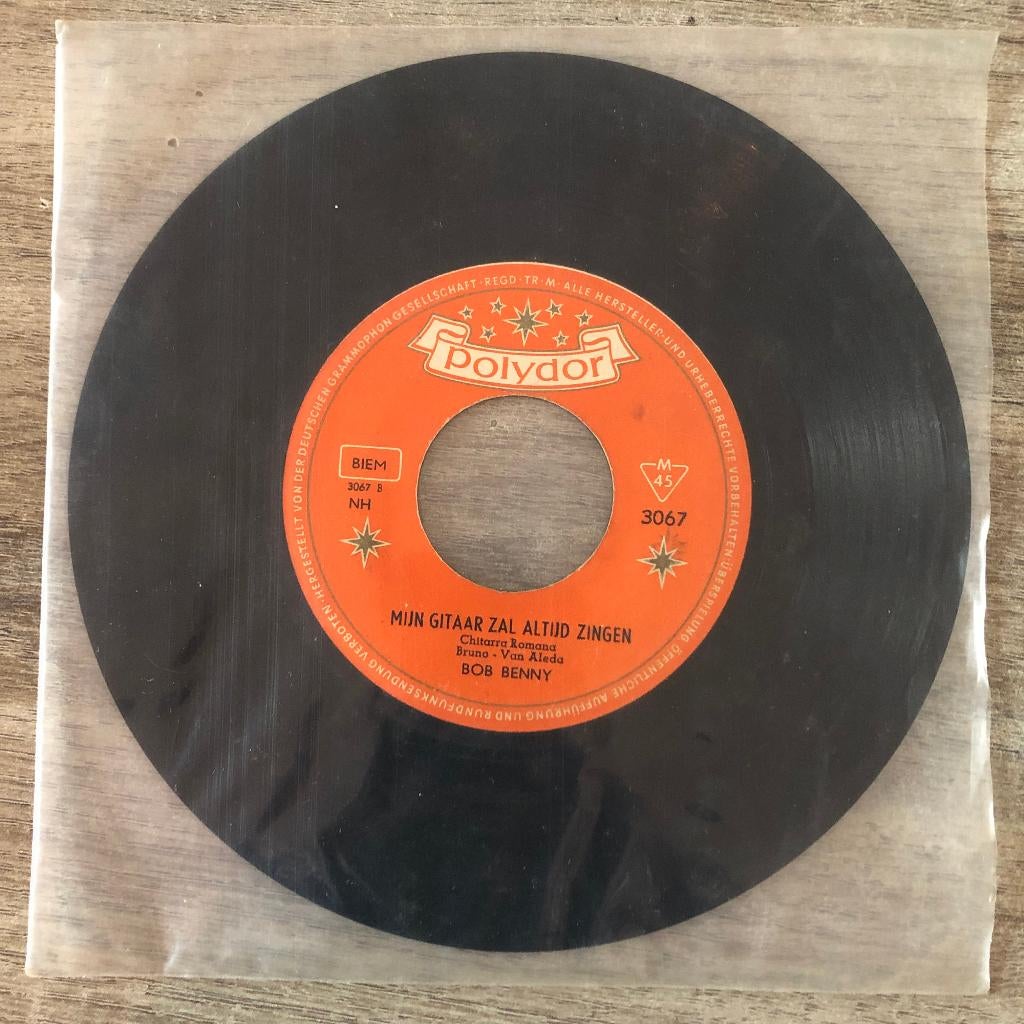 HERGESTELLT VON DER DEUTSCHEN GRAMMOPHON GESELLSCHAFT · REGD · TR · M · ALLE HERSTELLER- UND URHEBERRECHTE VORBEHALTEN · ÜBERSPIELUNG ÖFFENTLICHE AUFFÜHRUNG UND RUNDFUNKSENDUNG VERBOTEN ·
polydor
BIEM
3067 B
NH
M
45
3067
MIJN GITAAR ZAL ALTIJD ZINGEN
Chitarra Romana
Bruno - Van Aleda
BOB BENNY